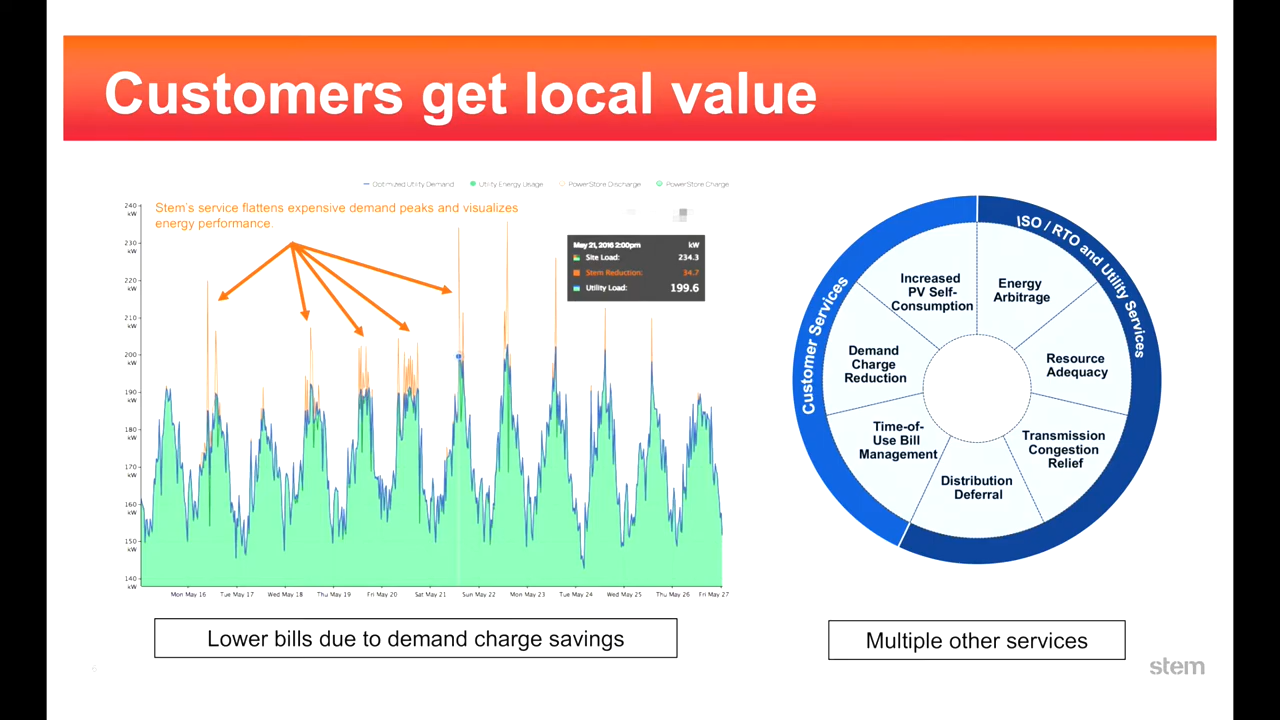 Customers get local value
Optimized Utility Demand
Utility Energy Usage
PowerStore Discharge
PowerStore Charge
Stem's service flattens expensive demand peaks and visualizes
energy performance.
240
kW
230
kW
220
kW
210
kW
200
kW
190
kW
180
kW
170
kW
160
kW
150
kW
140
kW
May 21, 2016 2:00pm kW
Site Load: 234.3
Stem Reduction: 34.7
Utility Load: 199.6
Mon May 16
Tue May 17
Wed May 18
Thu May 19
Fri May 20
Sat May 21
Sun May 22
Mon May 23
Tue May 24
Wed May 25
Thu May 26
Fri May 27
Lower bills due to demand charge savings
Customer Services
ISO / RTO and Utility Services
Increased
PV Self-
Consumption
Energy
Arbitrage
Demand
Charge
Reduction
Resource
Adequacy
Time-of-
Use Bill
Management
Transmission
Congestion
Relief
Distribution
Deferral
Multiple other services
stem